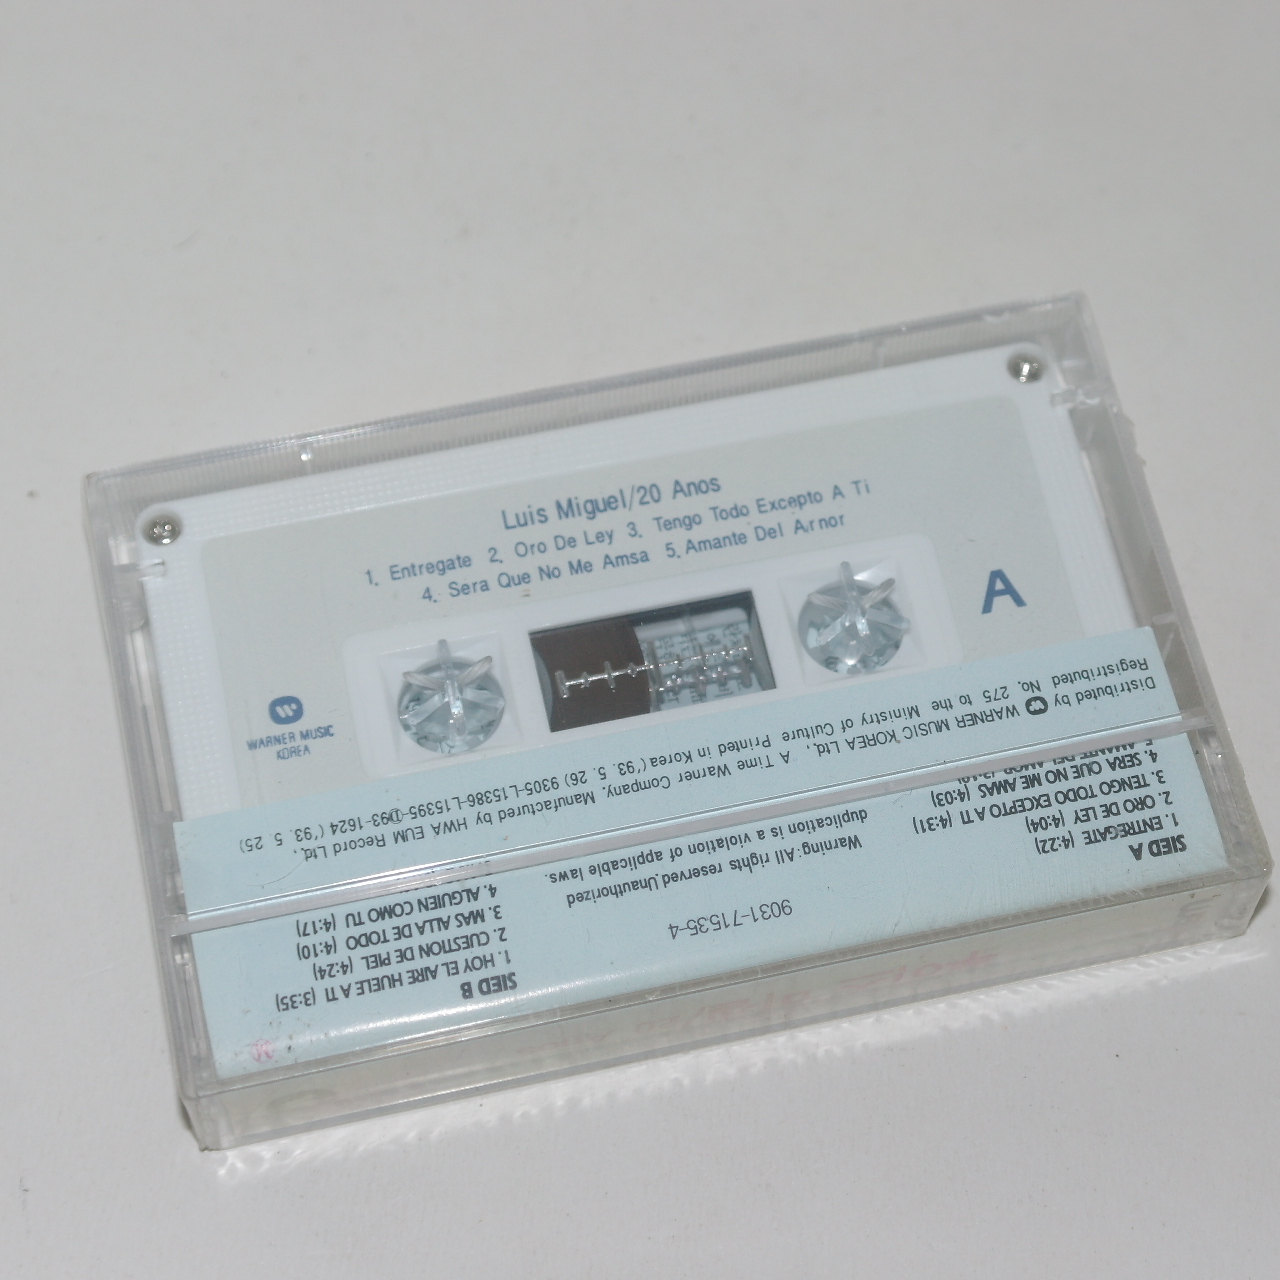 Luis Miguel/20 Anos
1. Entregate 2. Oro De Ley 3. Tengo Todo Excepto A Ti
4. Sera Que No Me Amsa 5. Amante Del Arnor
A
WARNER MUSIC
KOREA
SIED A
1. ENTREGATE (4:22)
2. ORO DE LEY (4:04)
3. TENGO TODO EXCEPTO A TI (4:31)
4. SERA QUE NO ME AMAS (4:03)
5. AMANTE DEL AMOR
9031-71535-4
Warning:All rights reserved.Unauthorized
duplication is a violation of applicable laws.
SIED B
1. HOY EL AIRE HUELE A TI (3:35)
2. CUESTION DE PIEL (4:24)
3. MAS ALLA DE TODO (4:10)
4. ALGUIEN COMO TU (4:17)
Distributed by WARNER MUSIC KOREA Ltd., A Time Warner Company, Manufactured by HWA EUM Record Ltd.,
Registributed No. 275 to the Ministry of Culture Printed in Korea ('93. 5. 26) 9305-L15386-L15395-Ⓓ93-1624 ('93. 5. 25)